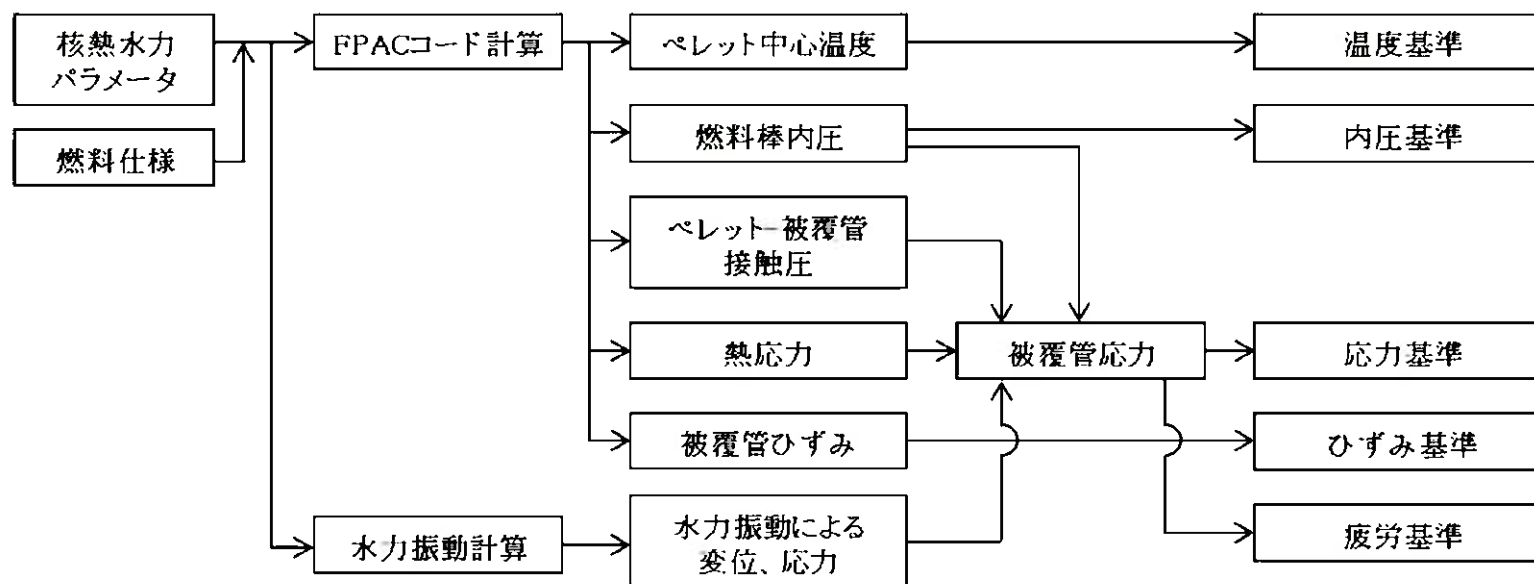 核熱水力
パラメータ
燃料仕様
FPACコード計算
水力振動計算
ペレット中心温度
燃料棒内圧
ペレット−被覆管
接触圧
熱応力
被覆管ひずみ
水力振動による
変位、応力
被覆管応力
温度基準
内圧基準
応力基準
ひずみ基準
疲労基準